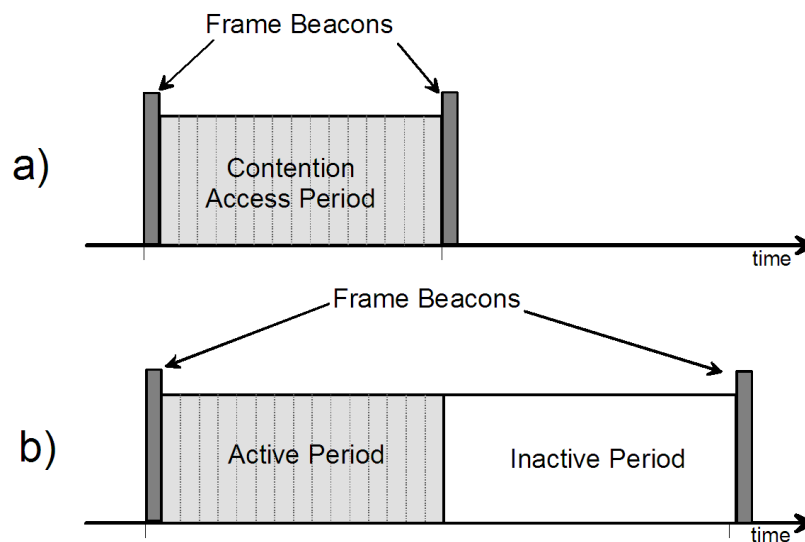 Frame Beacons
a)
Contention
Access Period
time
Frame Beacons
b)
Active Period
Inactive Period
time